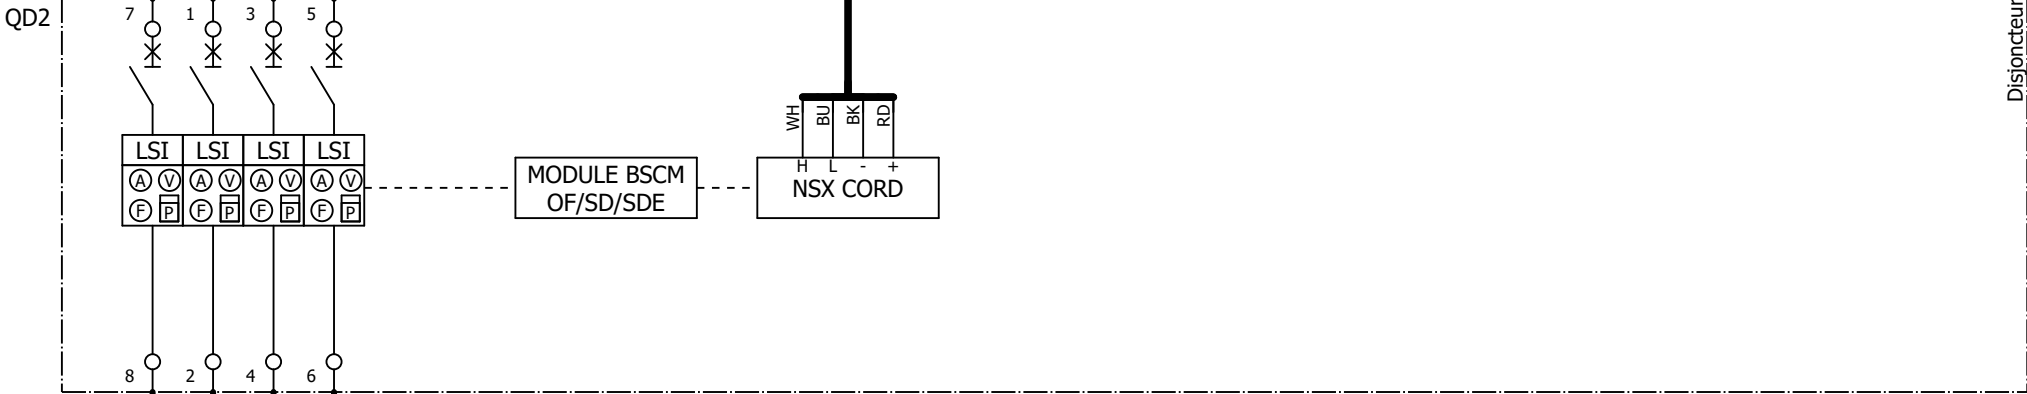 QD2
7 1 3 5
Disjoncteur
WH BU BK RD
LSI LSI LSI LSI
H L - +
A V A V A V A V
MODULE BSCM
OF/SD/SDE
NSX CORD
F P F P F P F P
8 2 4 6